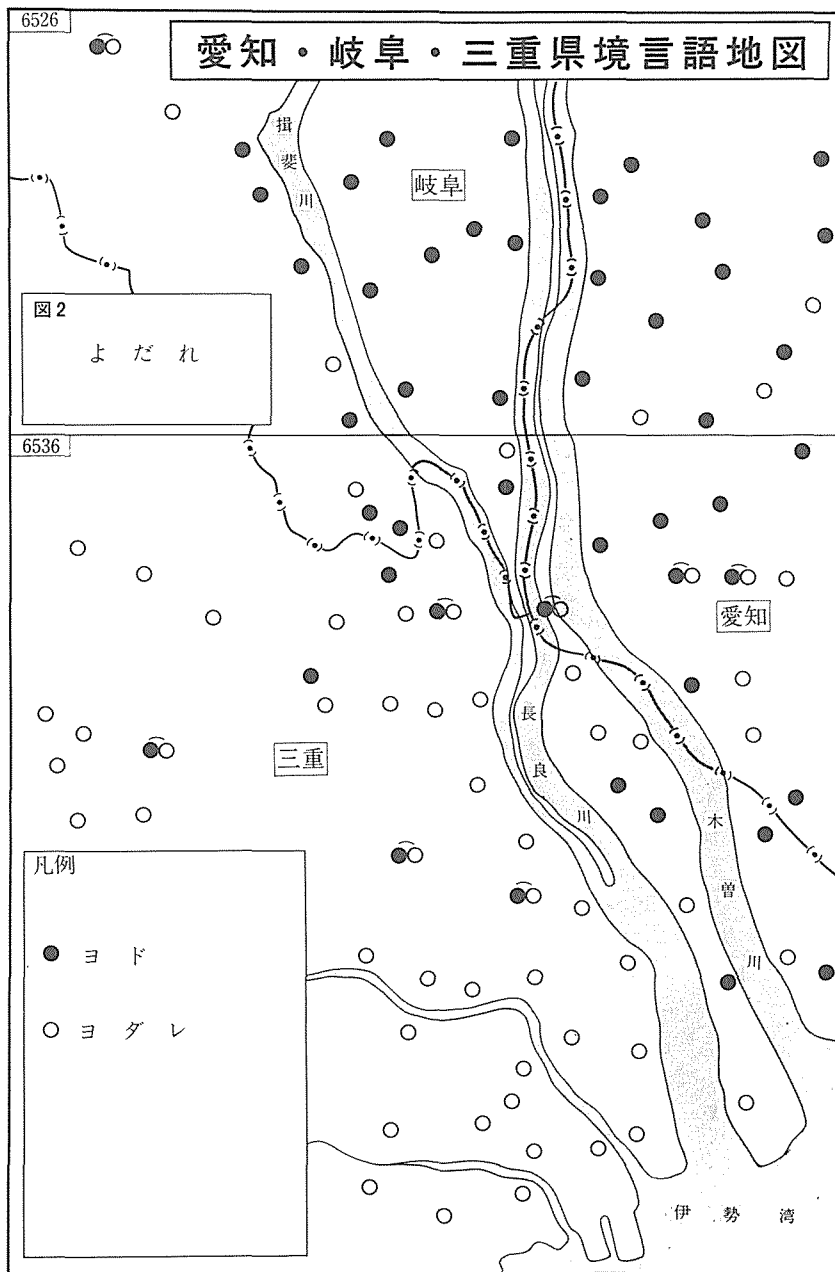 6526
愛知・岐阜・三重県境言語地図
揖斐川
岐阜
図2
よだれ
6536
愛知
三重
長良川
木曽川
凡例
● ヨド
○ ヨダレ
伊勢湾